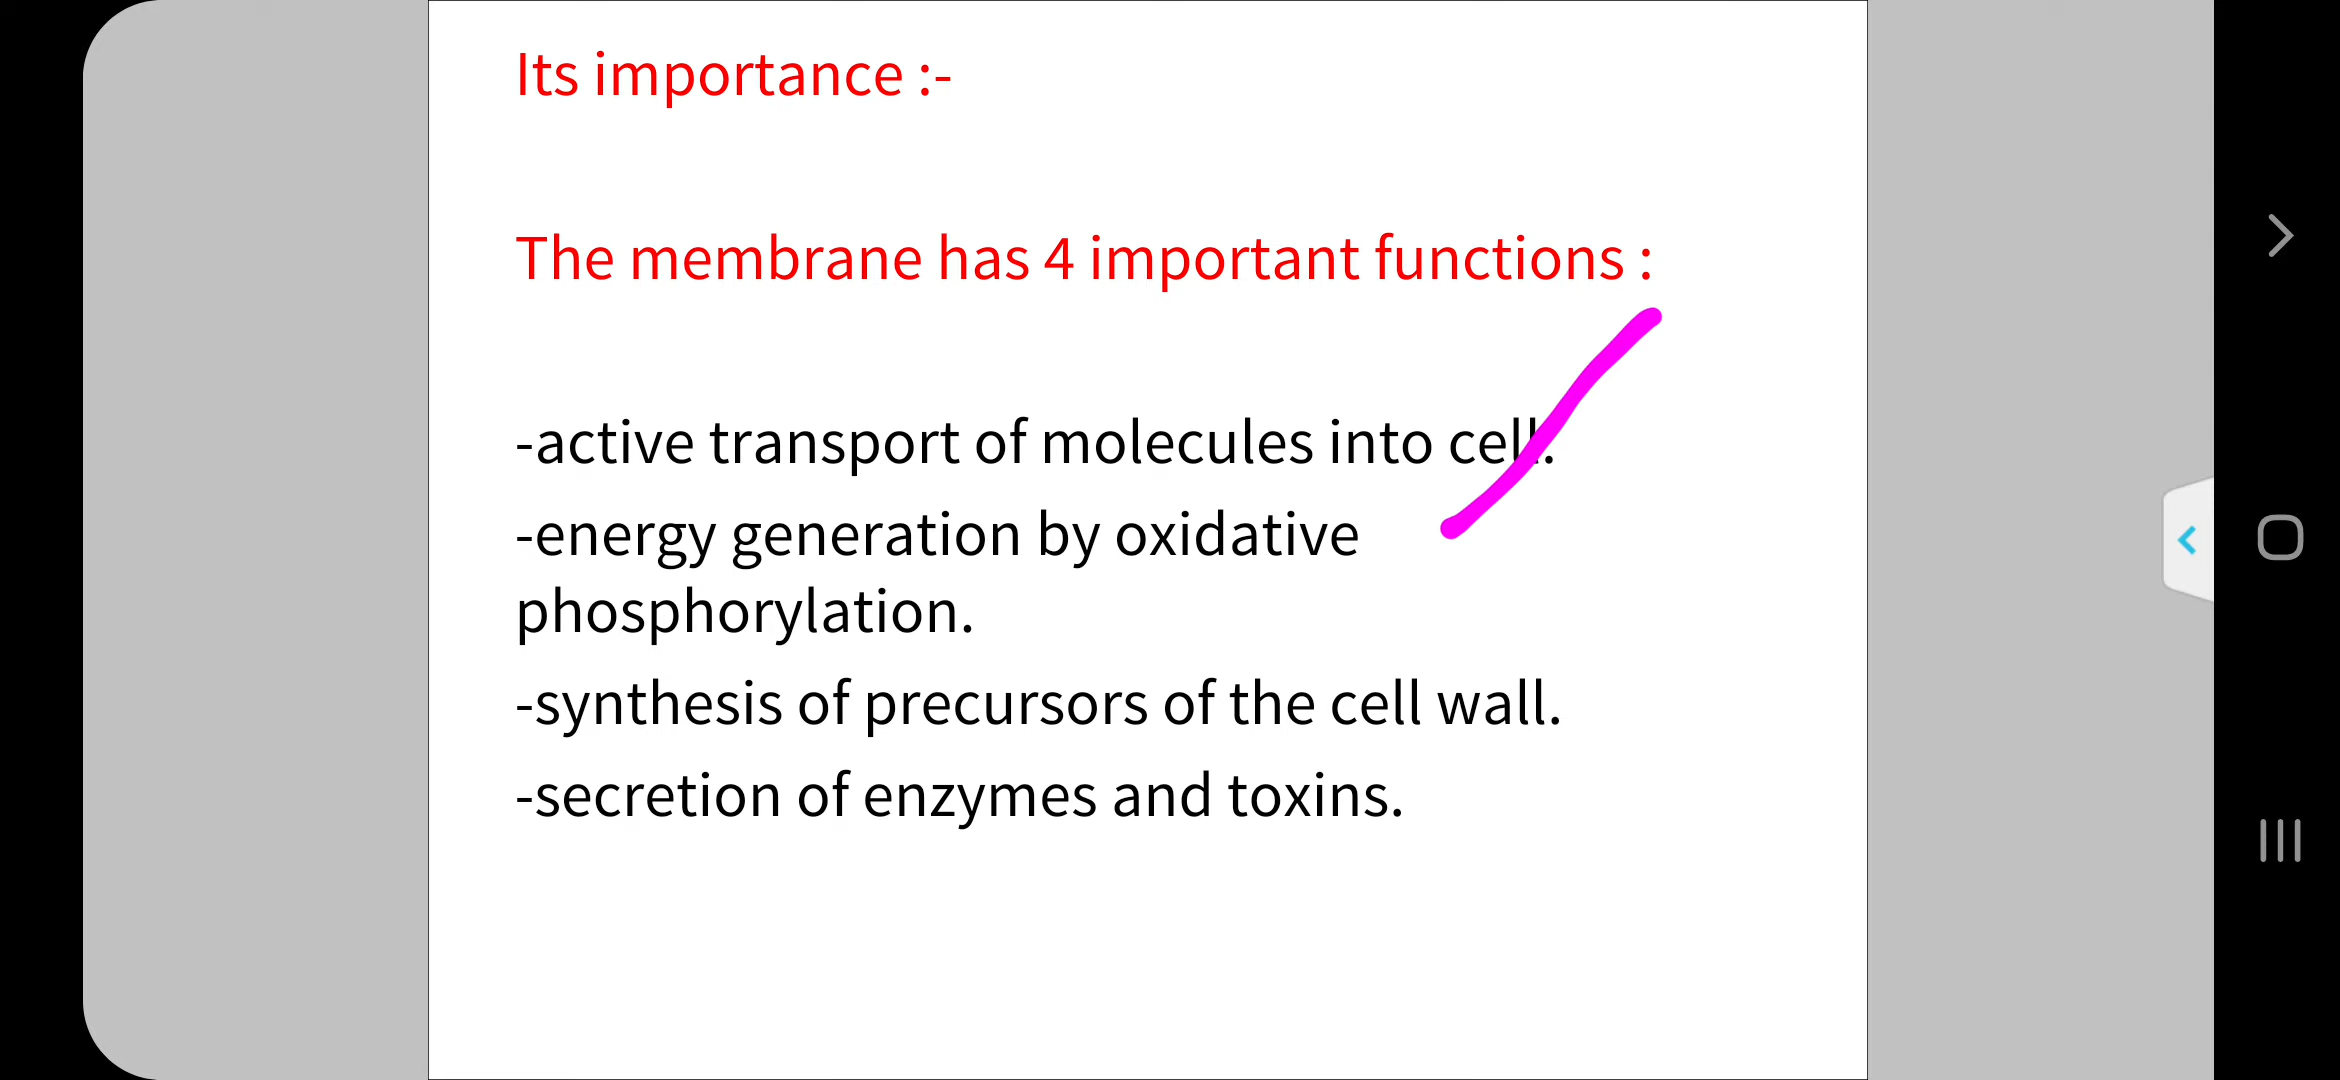 Its importance :-
The membrane has 4 important functions :
-active transport of molecules into cell.
-energy generation by oxidative
phosphorylation.
-synthesis of precursors of the cell wall.
-secretion of enzymes and toxins.